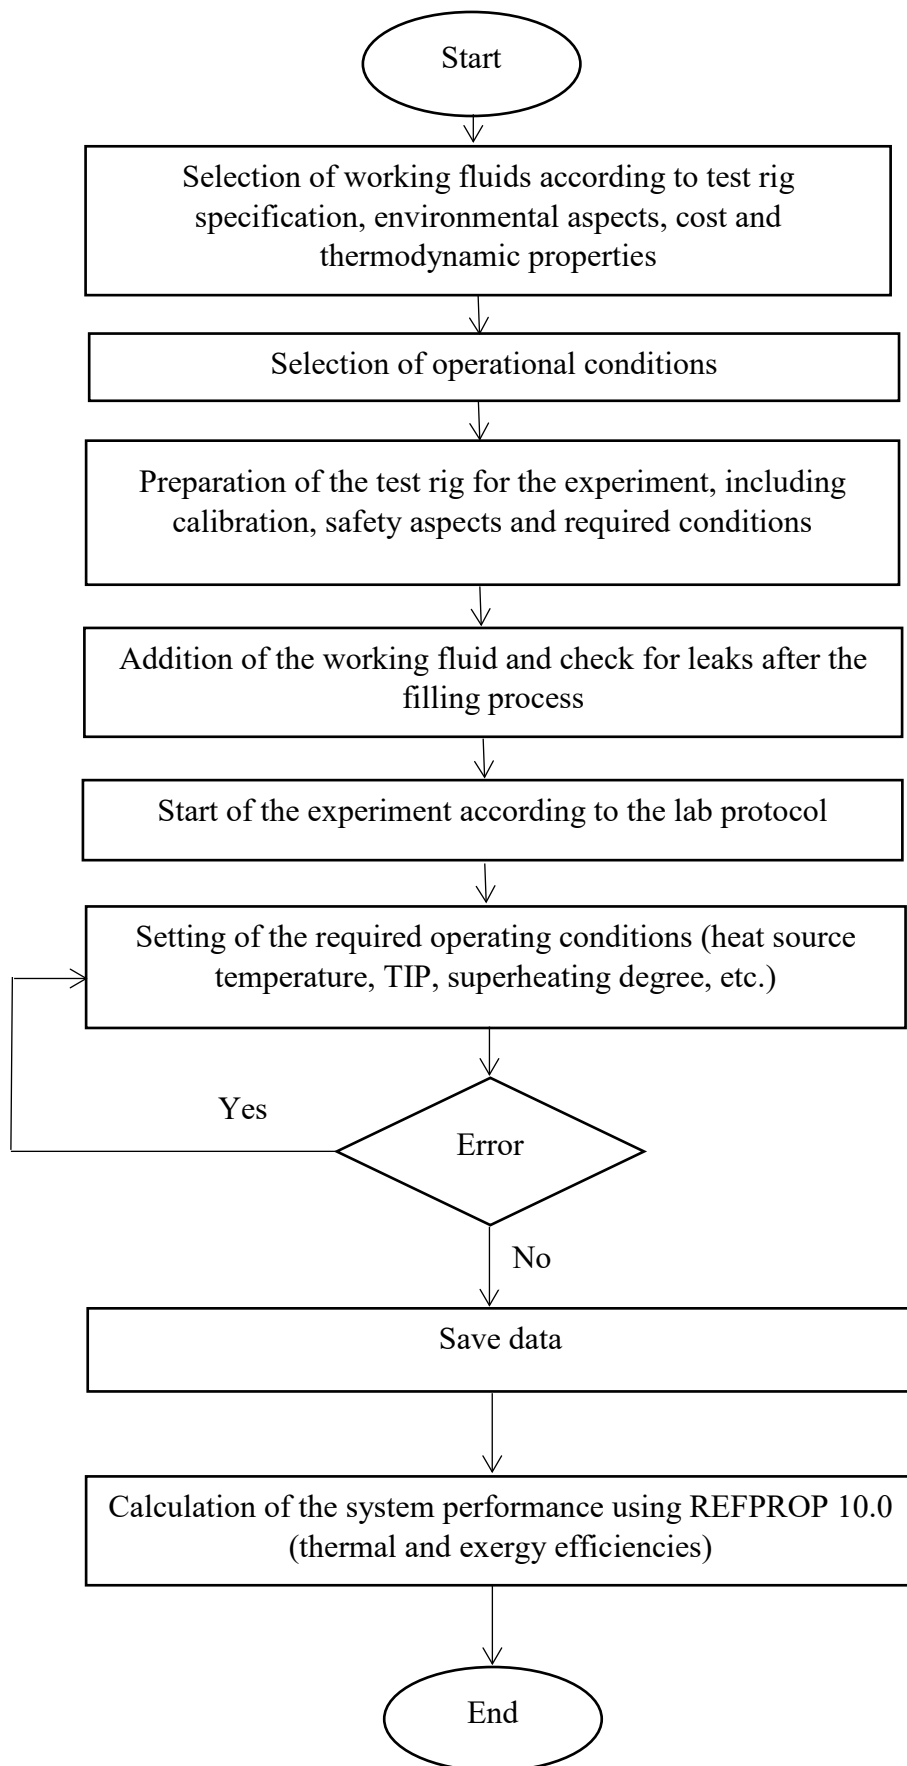 Start
Selection of working fluids according to test rig
specification, environmental aspects, cost and
thermodynamic properties
Selection of operational conditions
Preparation of the test rig for the experiment, including
calibration, safety aspects and required conditions
Addition of the working fluid and check for leaks after the
filling process
Start of the experiment according to the lab protocol
Setting of the required operating conditions (heat source
temperature, TIP, superheating degree, etc.)
Yes
Error
No
Save data
Calculation of the system performance using REFPROP 10.0
(thermal and exergy efficiencies)
End